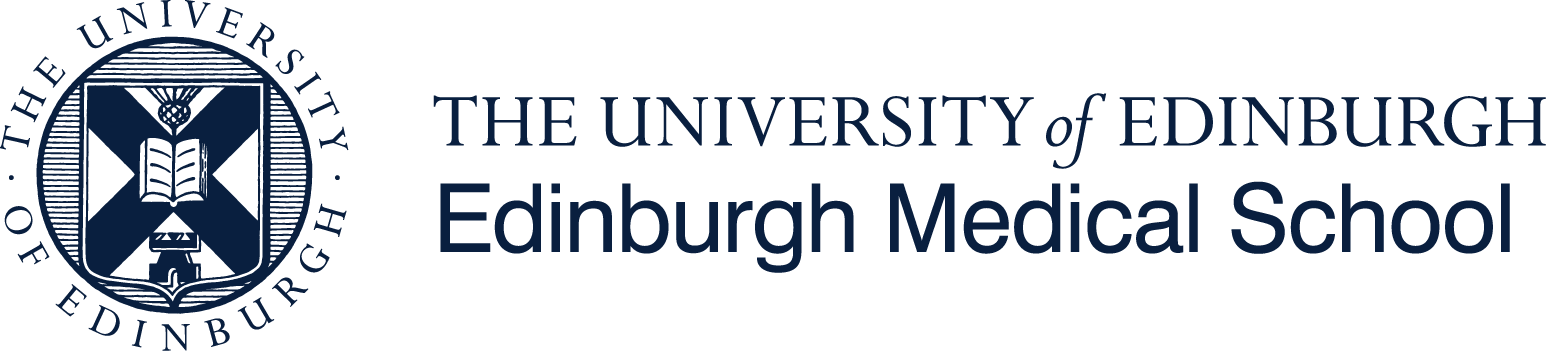 THE UNIVERSITY
· OF EDINBURGH ·
THE UNIVERSITY of EDINBURGH
Edinburgh Medical School